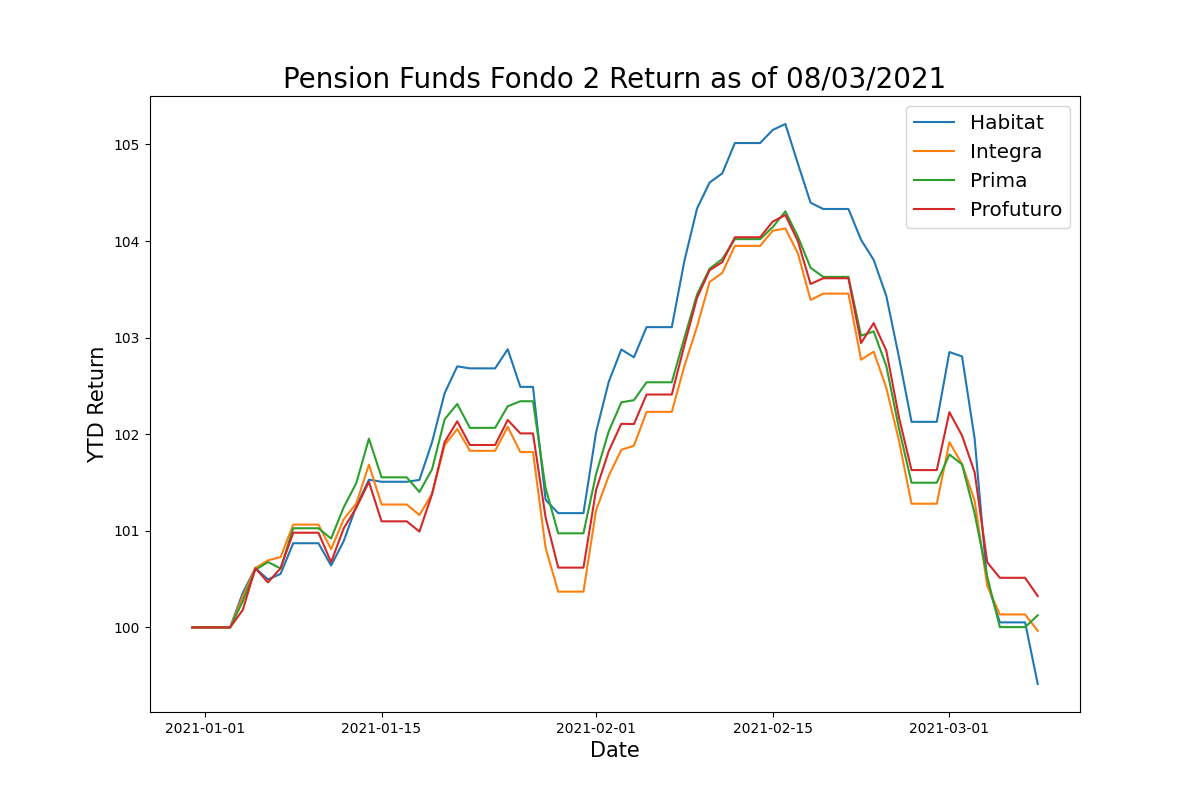 Pension Funds Fondo 2 Return as of 08/03/2021
Habitat
Integra
Prima
Profuturo
YTD Return
105
104
103
102
101
100
2021-01-01
2021-01-15
2021-02-01
2021-02-15
2021-03-01
Date